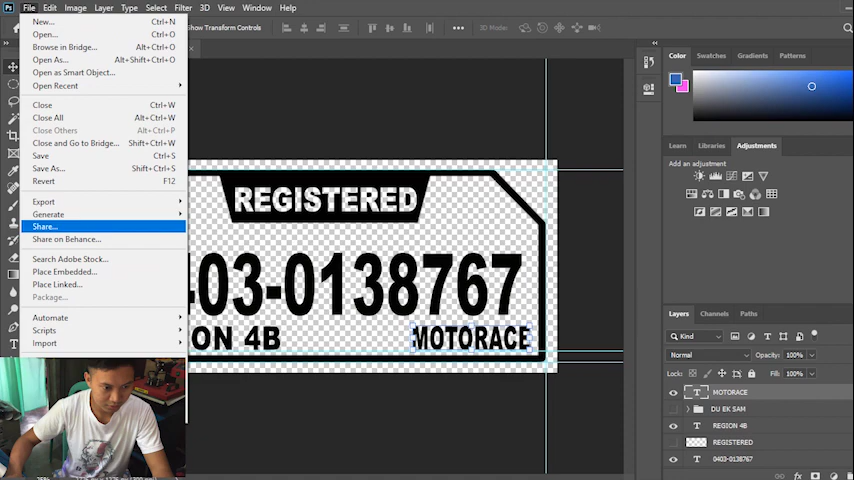 File Edit Image Layer Type Select Filter 3D View Window Help
New... Ctrl+N
Open... Ctrl+O
Browse in Bridge... Alt+Ctrl+O
Open As... Alt+Shift+Ctrl+O
Open as Smart Object...
Open Recent
Close Ctrl+W
Close All Alt+Ctrl+W
Close Others Alt+Ctrl+P
Close and Go to Bridge... Shift+Ctrl+W
Save Ctrl+S
Save As... Shift+Ctrl+S
Revert F12
Export
Generate
Share...
Share on Behance...
Search Adobe Stock...
Place Embedded...
Place Linked...
Package...
Automate
Scripts
Import
Show Transform Controls
3D Mode:
REGISTERED
0403-0138767
ION 4B
MOTORACE
Color Swatches Gradients Patterns
Learn Libraries Adjustments
Add an adjustment
Layers Channels Paths
Kind
Normal Opacity: 100%
Lock: Fill: 100%
MOTORACE
DU EK SAM
REGION 4B
REGISTERED
0403-0138767